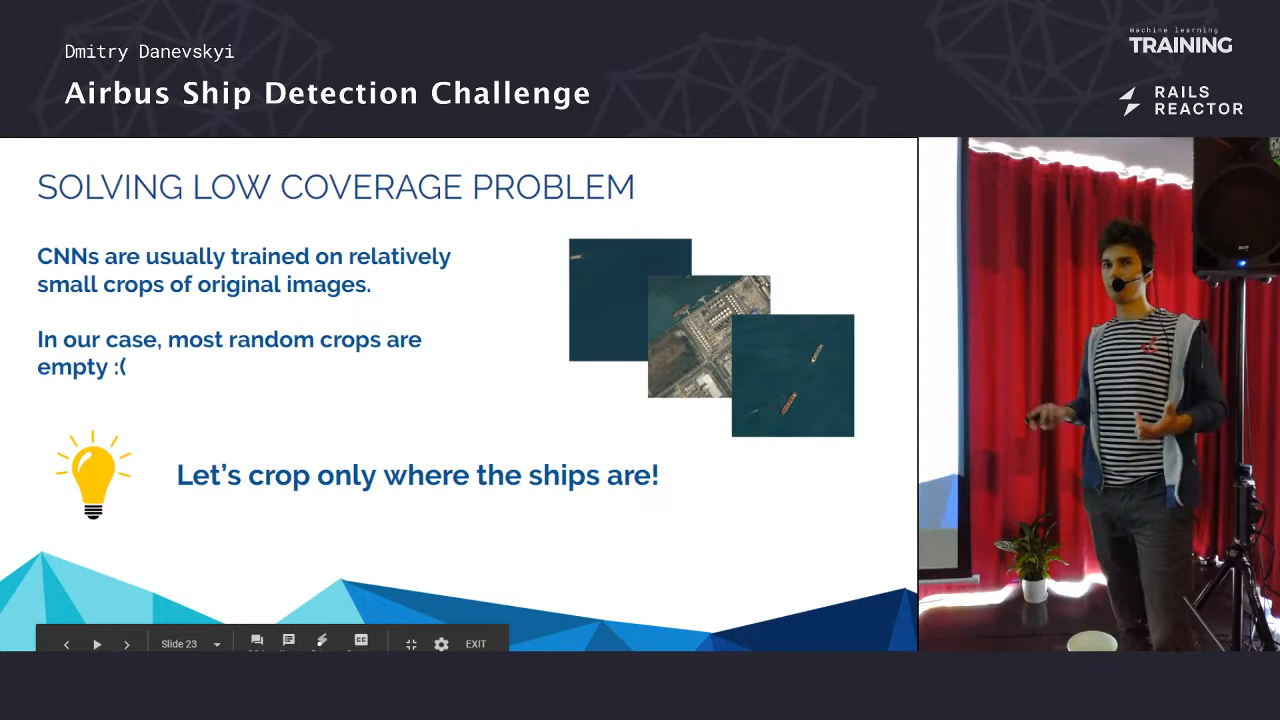 Dmitry Danevskyi
Airbus Ship Detection Challenge
machine learning
TRAINING
RAILS
REACTOR
SOLVING LOW COVERAGE PROBLEM
CNNs are usually trained on relatively
small crops of original images.
In our case, most random crops are
empty :(
Let's crop only where the ships are!
Slide 23
CC
EXIT